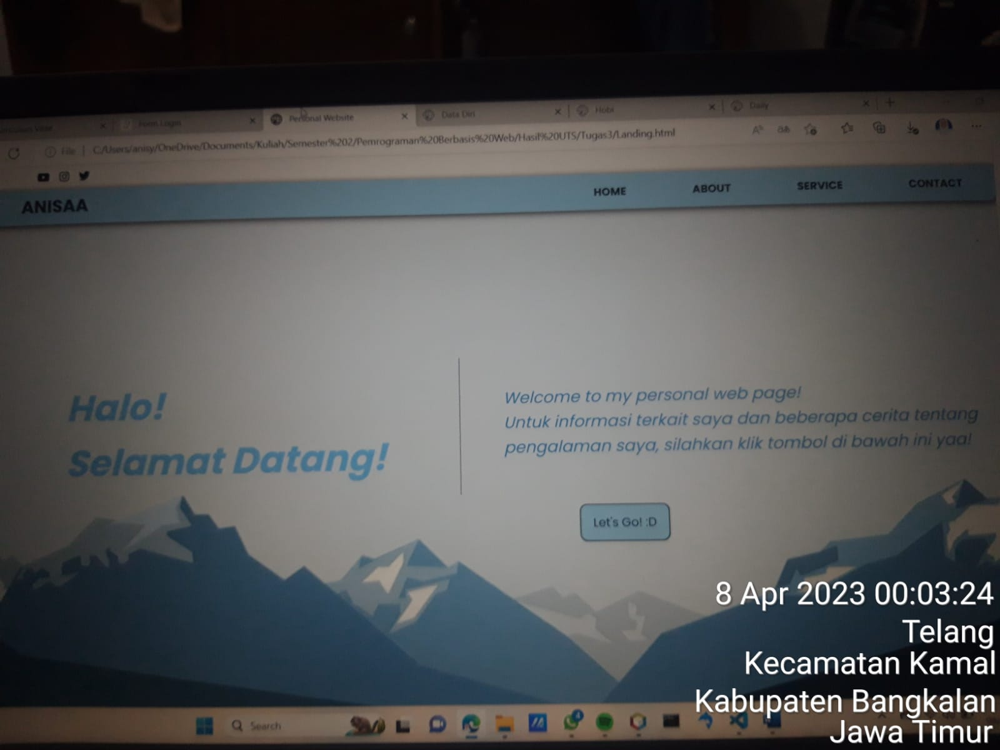 Form Login
Personal Website
Data Diri
Hobi
Daily
File
C:/Users/anisy/OneDrive/Documents/Kuliah/Semester%202/Pemrograman%20Berbasis%20Web/Hasil%20UTS/Tugas3/Landing.html
ANISAA
HOME
ABOUT
SERVICE
CONTACT
Halo!
Selamat Datang!
Welcome to my personal web page!
Untuk informasi terkait saya dan beberapa cerita tentang
pengalaman saya, silahkan klik tombol di bawah ini yaa!
Let's Go! :D
8 Apr 2023 00:03:24
Telang
Kecamatan Kamal
Kabupaten Bangkalan
Jawa Timur
Search
4